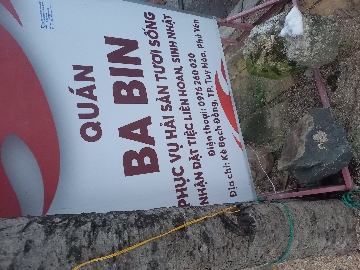 QUÁN
BA BIN
PHỤC VỤ HẢI SẢN TƯƠI SỐNG
NHẬN ĐẶT TIỆC LIÊN HOAN, SINH NHẬT
Điện thoại: 0976 260 020
Địa chỉ: Kè Bạch Đằng, TP. Tuy Hòa, Phú Yên